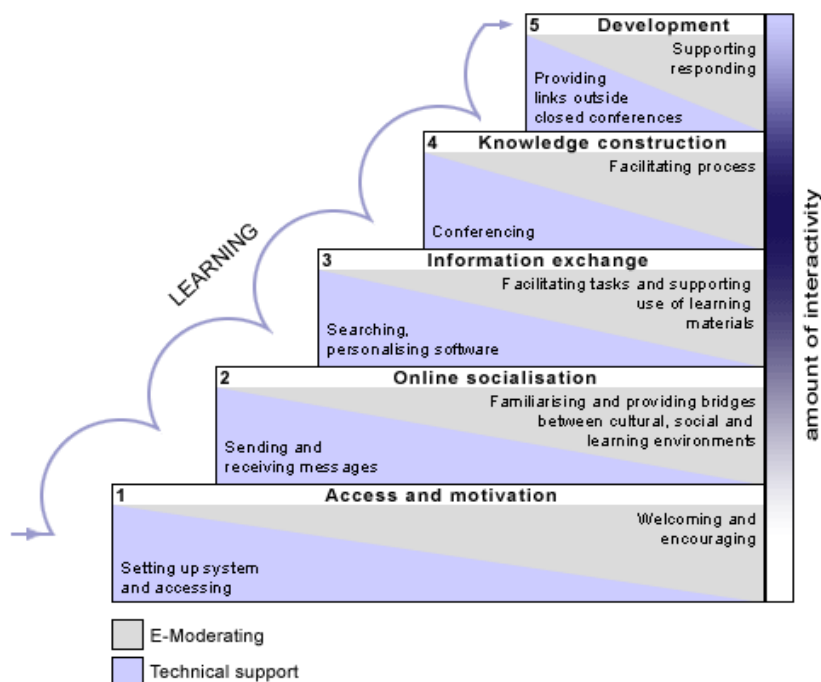 5 Development
Supporting
responding
Providing
links outside
closed conferences
4 Knowledge construction
Facilitating process
Conferencing
3 Information exchange
Facilitating tasks and supporting
use of learning
materials
Searching,
personalising software
2 Online socialisation
Familiarising and providing bridges
between cultural, social and
learning environments
Sending and
receiving messages
1 Access and motivation
Welcoming and
encouraging
Setting up system
and accessing
LEARNING
amount of interactivity
E-Moderating
Technical support